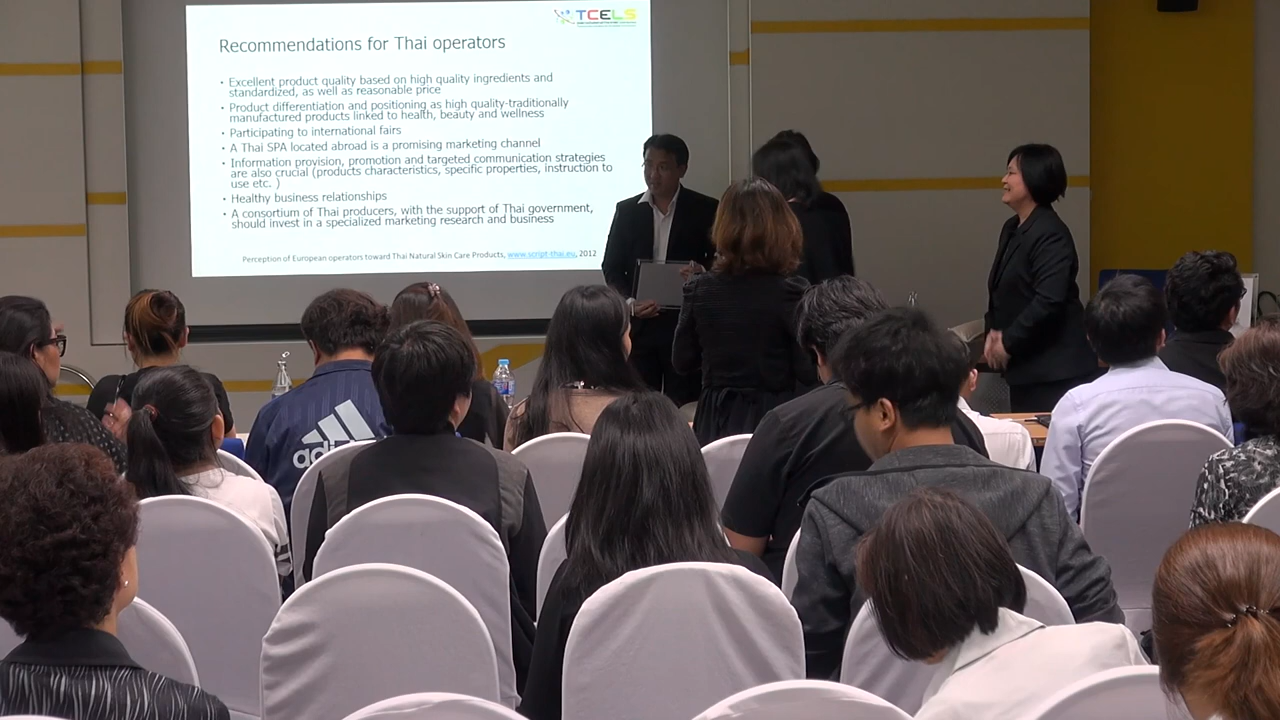 TCELS
Recommendations for Thai operators
• Excellent product quality based on high quality ingredients and
standardized, as well as reasonable price
• Product differentiation and positioning as high quality-traditionally
manufactured products linked to health, beauty and wellness
• Participating to international fairs
• A Thai SPA located abroad is a promising marketing channel
• Information provision, promotion and targeted communication strategies
are also crucial (products characteristics, specific properties, instruction to
use etc. )
• Healthy business relationships
• A consortium of Thai producers, with the support of Thai government,
should invest in a specialized marketing research and business
Perception of European operators toward Thai Natural Skin Care Products, www.script-thai.eu, 2012
adi